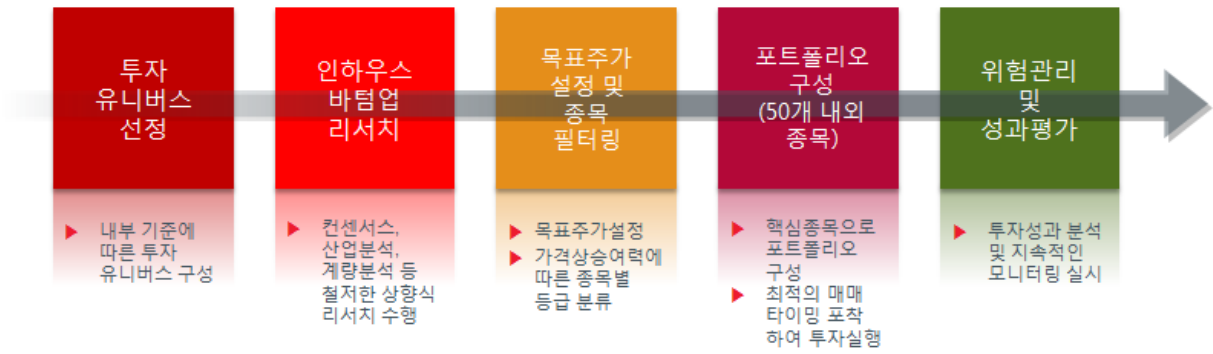 투자
유니버스
선정
인하우스
바텀업
리서치
목표주가
설정 및
종목
필터링
포트폴리오
구성
(50개 내외
종목)
위험관리
및
성과평가
▶ 내부 기준에
따른 투자
유니버스 구성
▶ 컨센서스,
산업분석,
계량분석 등
철저한 상향식
리서치 수행
▶ 목표주가설정
▶ 가격상승여력에
따른 종목별
등급 분류
▶ 핵심종목으로
포트폴리오
구성
▶ 최적의 매매
타이밍 포착
하여 투자실행
▶ 투자성과 분석
및 지속적인
모니터링 실시